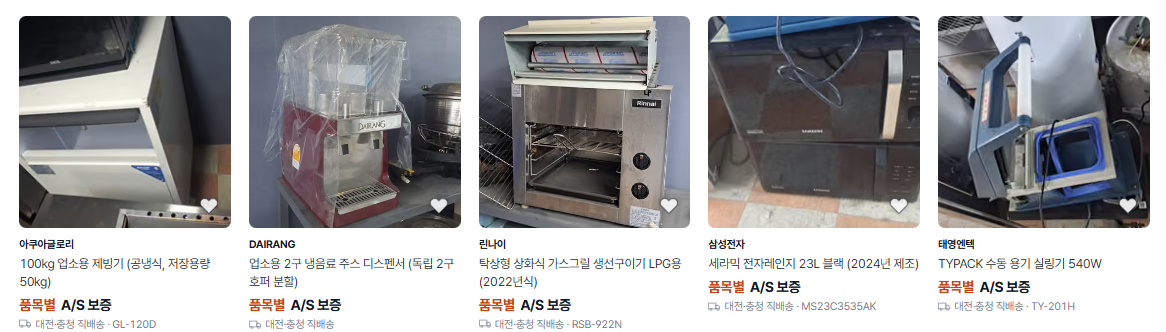 DAIRANG
Rinnai
SAMSUNG
SAMSUNG
아쿠아글로리
100kg 업소용 제빙기 (공냉식, 저장용량
50kg)
품목별 A/S 보증
대전·충청 직배송 · GL-120D
DAIRANG
업소용 2구 냉음료 주스 디스펜서 (독립 2구
호퍼 분할)
품목별 A/S 보증
대전·충청 직배송
린나이
탁상형 상화식 가스그릴 생선구이기 LPG용
(2022년식)
품목별 A/S 보증
대전·충청 직배송 · RSB-922N
삼성전자
세라믹 전자레인지 23L 블랙 (2024년 제조)
품목별 A/S 보증
대전·충청 직배송 · MS23C3535AK
태영엔텍
TYPACK 수동 용기 실링기 540W
품목별 A/S 보증
대전·충청 직배송 · TY-201H